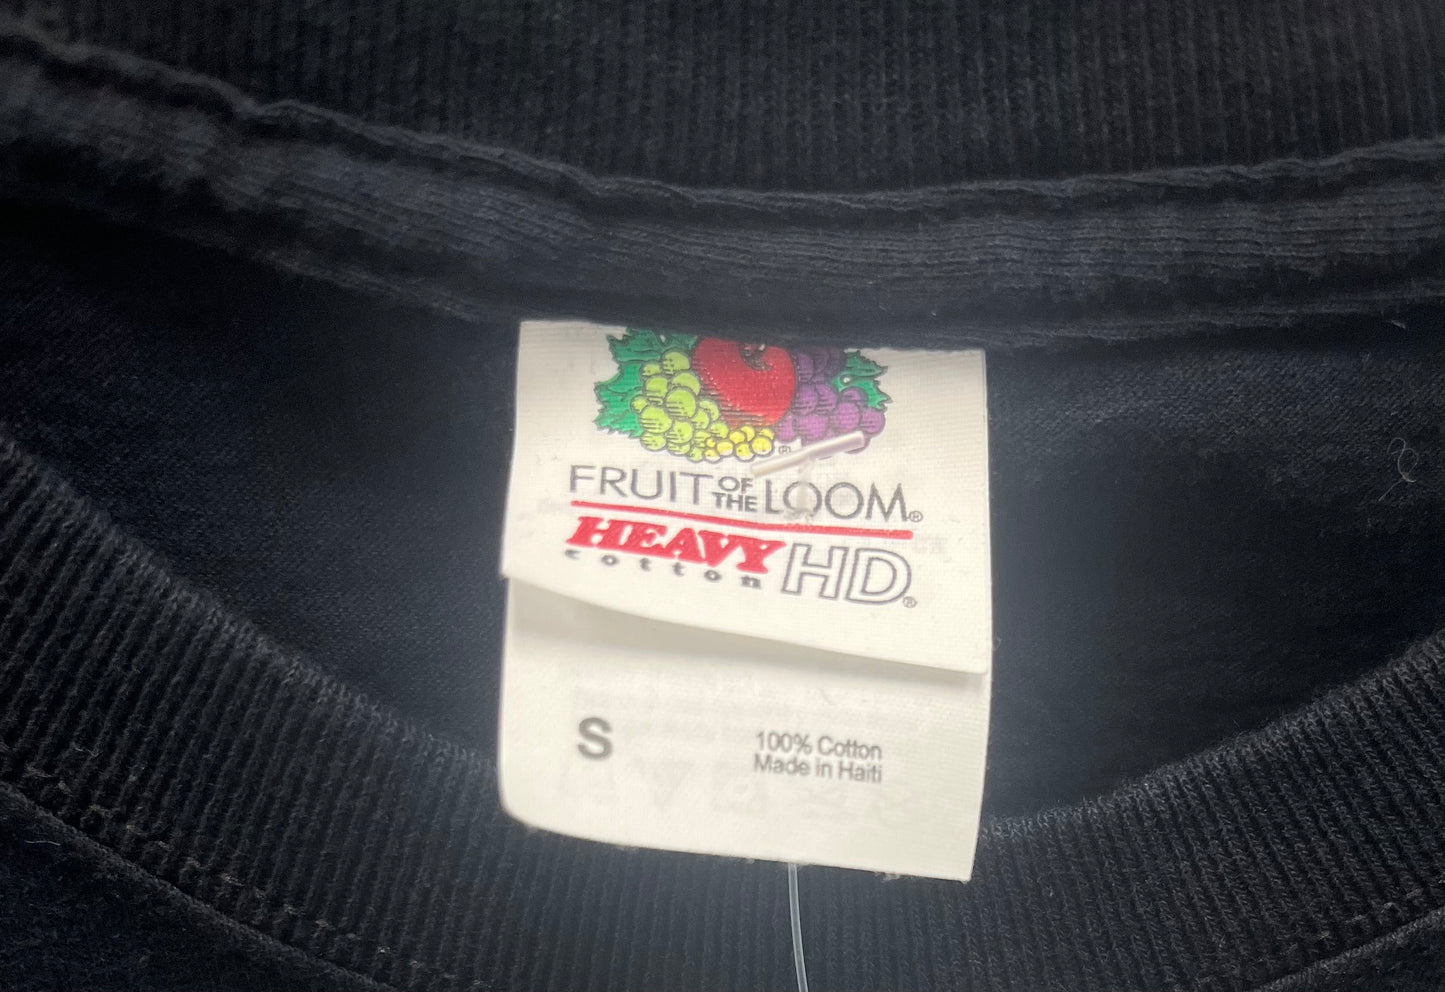 FRUIT OF THE LOOM®
HEAVY cotton HD®
S
100% Cotton
Made in Haiti